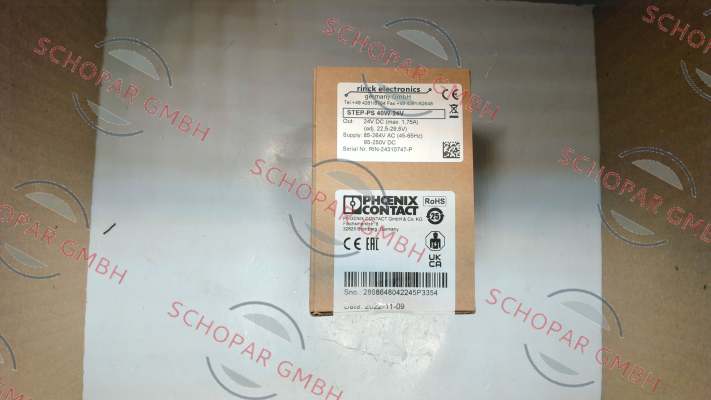 rinck electronics
germany GmbH
STEP-PS 40W 24V
Out: 24V DC (max. 1,75A)
(adj. 22,5-29,5V)
Supply: 85-264V AC (45-65Hz)
95-250V DC
Serial Nr. RIN-24310747-P
PHOENIX
CONTACT
RoHS
PHOENIX CONTACT GmbH & Co. KG
32825 Blomberg, Germany
25
CE EAC
UK
CA
Sno.: 2868648042245P3354
Date: 2022-11-09
SCHOPAR GMBH
SCHOPAR GMBH
SCHOPAR GMBH
SCHOPAR GMBH
SCHOPAR GMBH
SCHOPAR GMBH